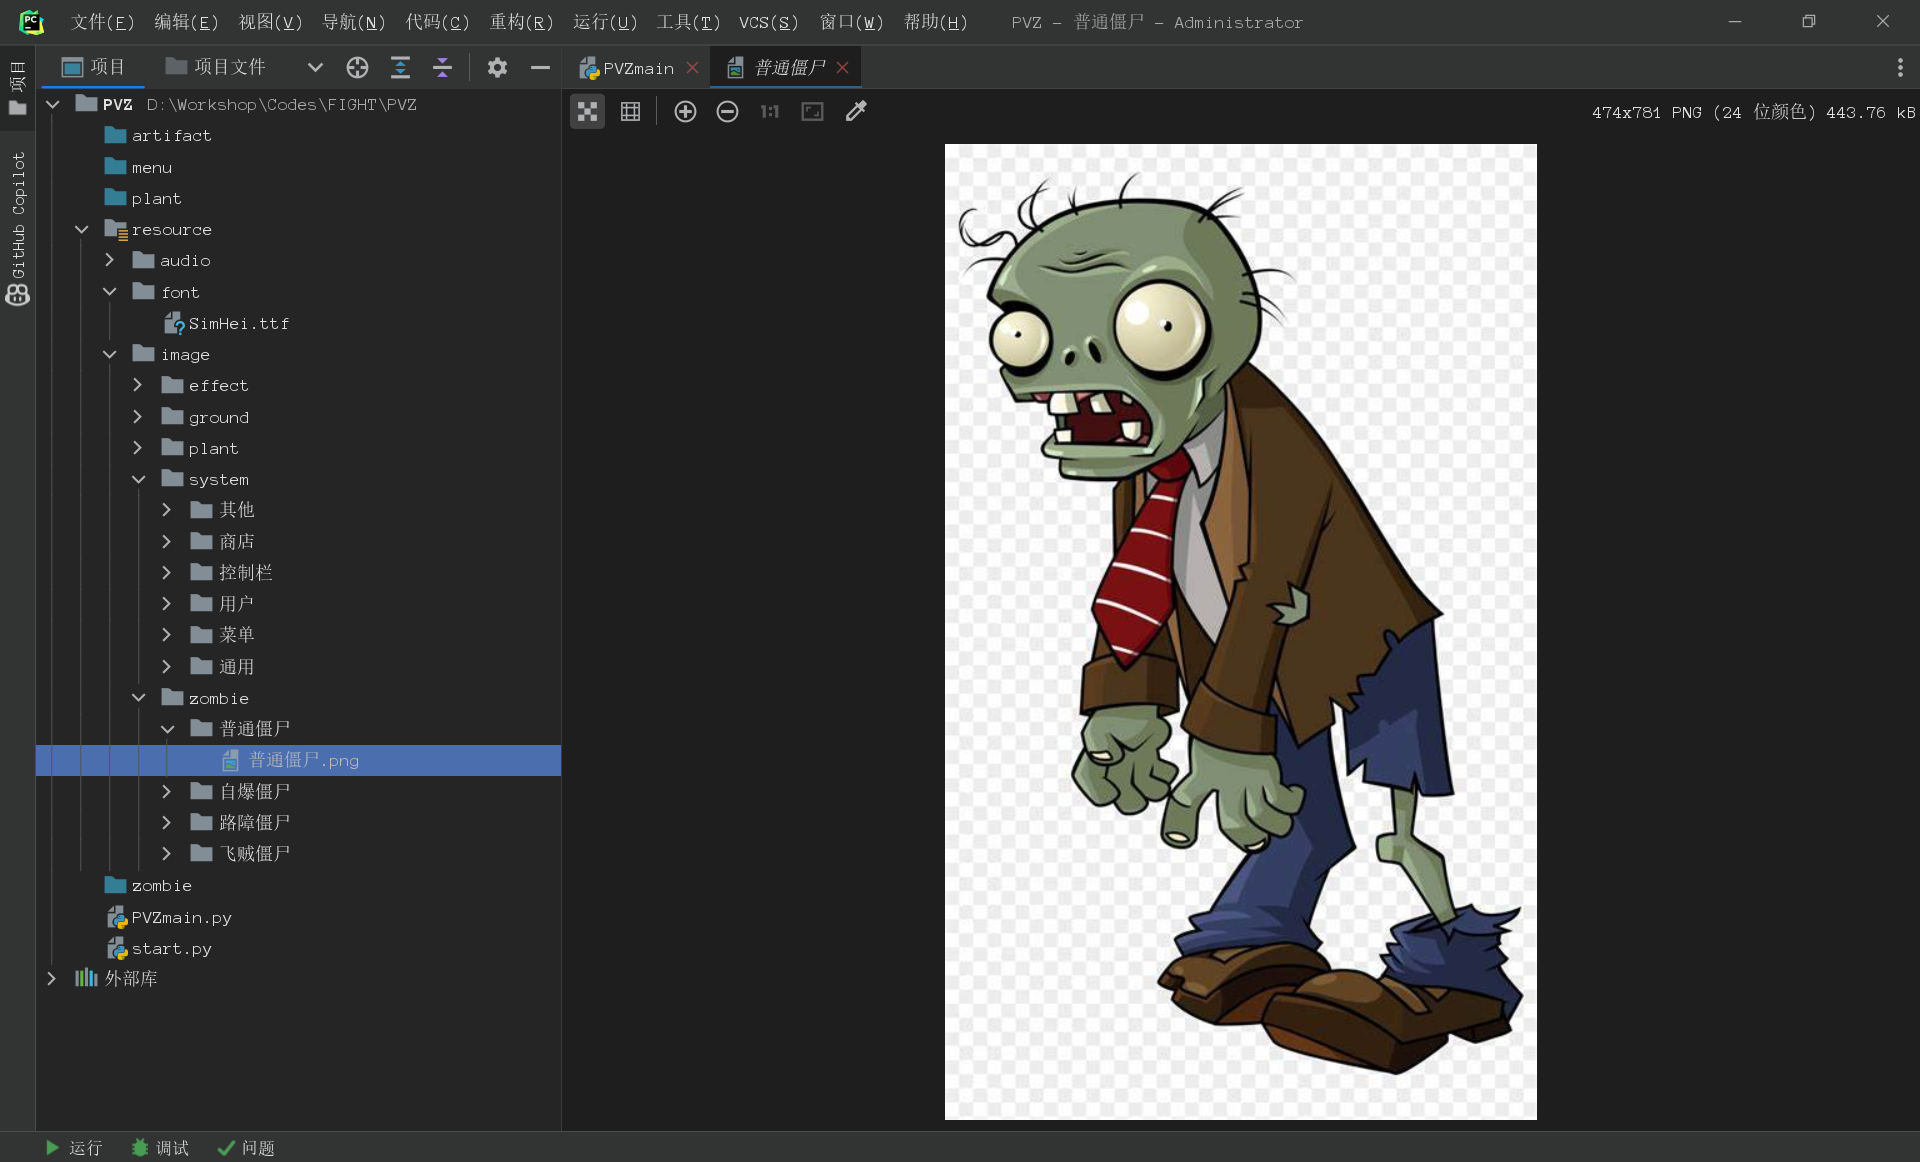 PC 文件(F) 编辑(E) 视图(V) 导航(N) 代码(C) 重构(R) 运行(U) 工具(T) VCS(S) 窗口(W) 帮助(H) PVZ - 普通僵尸 - Administrator
项目
GitHub Copilot
项目 项目文件
PVZmain 普通僵尸
1:1 474x781 PNG (24 位颜色) 443.76 kB
PVZ D:\Workshop\Codes\FIGHT\PVZ
artifact
menu
plant
resource
audio
font
SimHei.ttf
image
effect
ground
plant
system
其他
商店
控制栏
用户
菜单
通用
zombie
普通僵尸
普通僵尸.png
自爆僵尸
路障僵尸
飞贼僵尸
zombie
PVZmain.py
start.py
外部库
运行 调试 问题